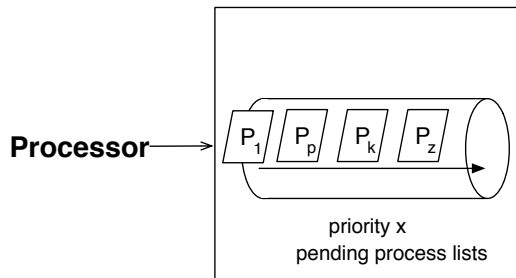 P1 Pp Pk Pz
Processor
priority x
pending process lists